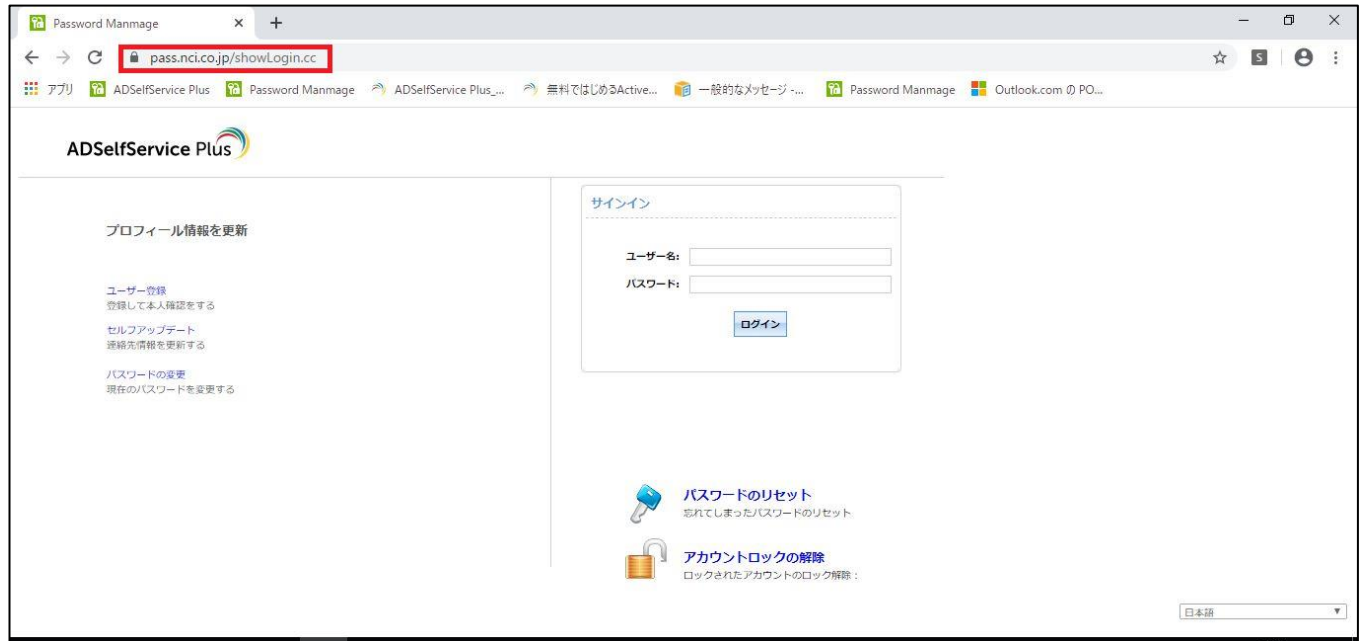 Password Manmage
pass.nci.co.jp/showLogin.cc
S
アプリ ADSelfService Plus Password Manmage ADSelfService Plus_... 無料ではじめるActive... 一般的なメッセージ - ... Password Manmage Outlook.com の PO...
ADSelfService Plus
プロフィール情報を更新
ユーザー登録
登録して本人確認をする
セルフアップデート
連絡先情報を更新する
パスワードの変更
現在のパスワードを変更する
サインイン
ユーザー名:
パスワード:
ログイン
パスワードのリセット
忘れてしまったパスワードのリセット
アカウントロックの解除
ロックされたアカウントのロック解除 :
日本語